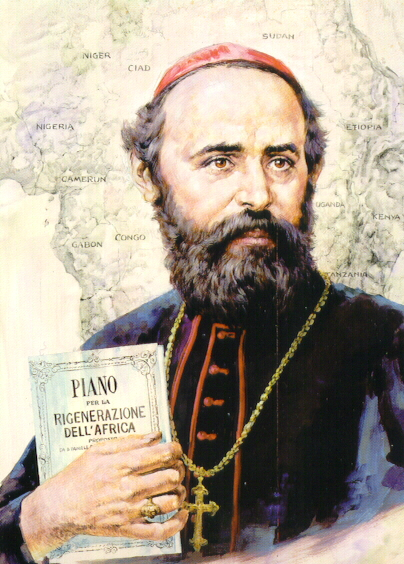 SUDAN
NIGER
CIAD
NIGERIA
ETIOPIA
CAMERUN
UGANDA
GABON
CONGO
KENYA
TANZANIA
PIANO
PER LA
RIGENERAZIONE
DELL'AFRICA